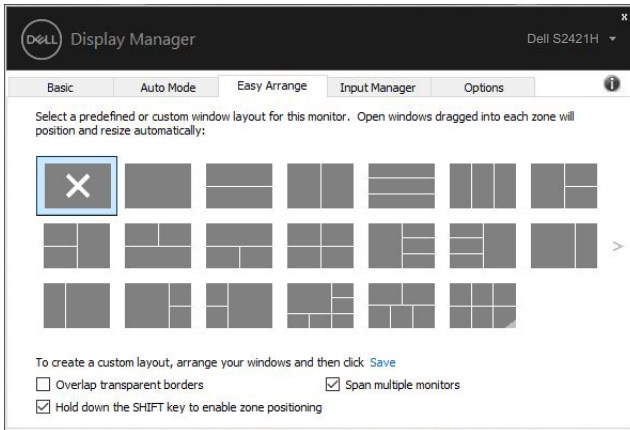 x
DELL Display Manager
Dell S2421H
Basic Auto Mode Easy Arrange Input Manager Options
Select a predefined or custom window layout for this monitor. Open windows dragged into each zone will
position and resize automatically:
To create a custom layout, arrange your windows and then click Save
Overlap transparent borders Span multiple monitors
Hold down the SHIFT key to enable zone positioning